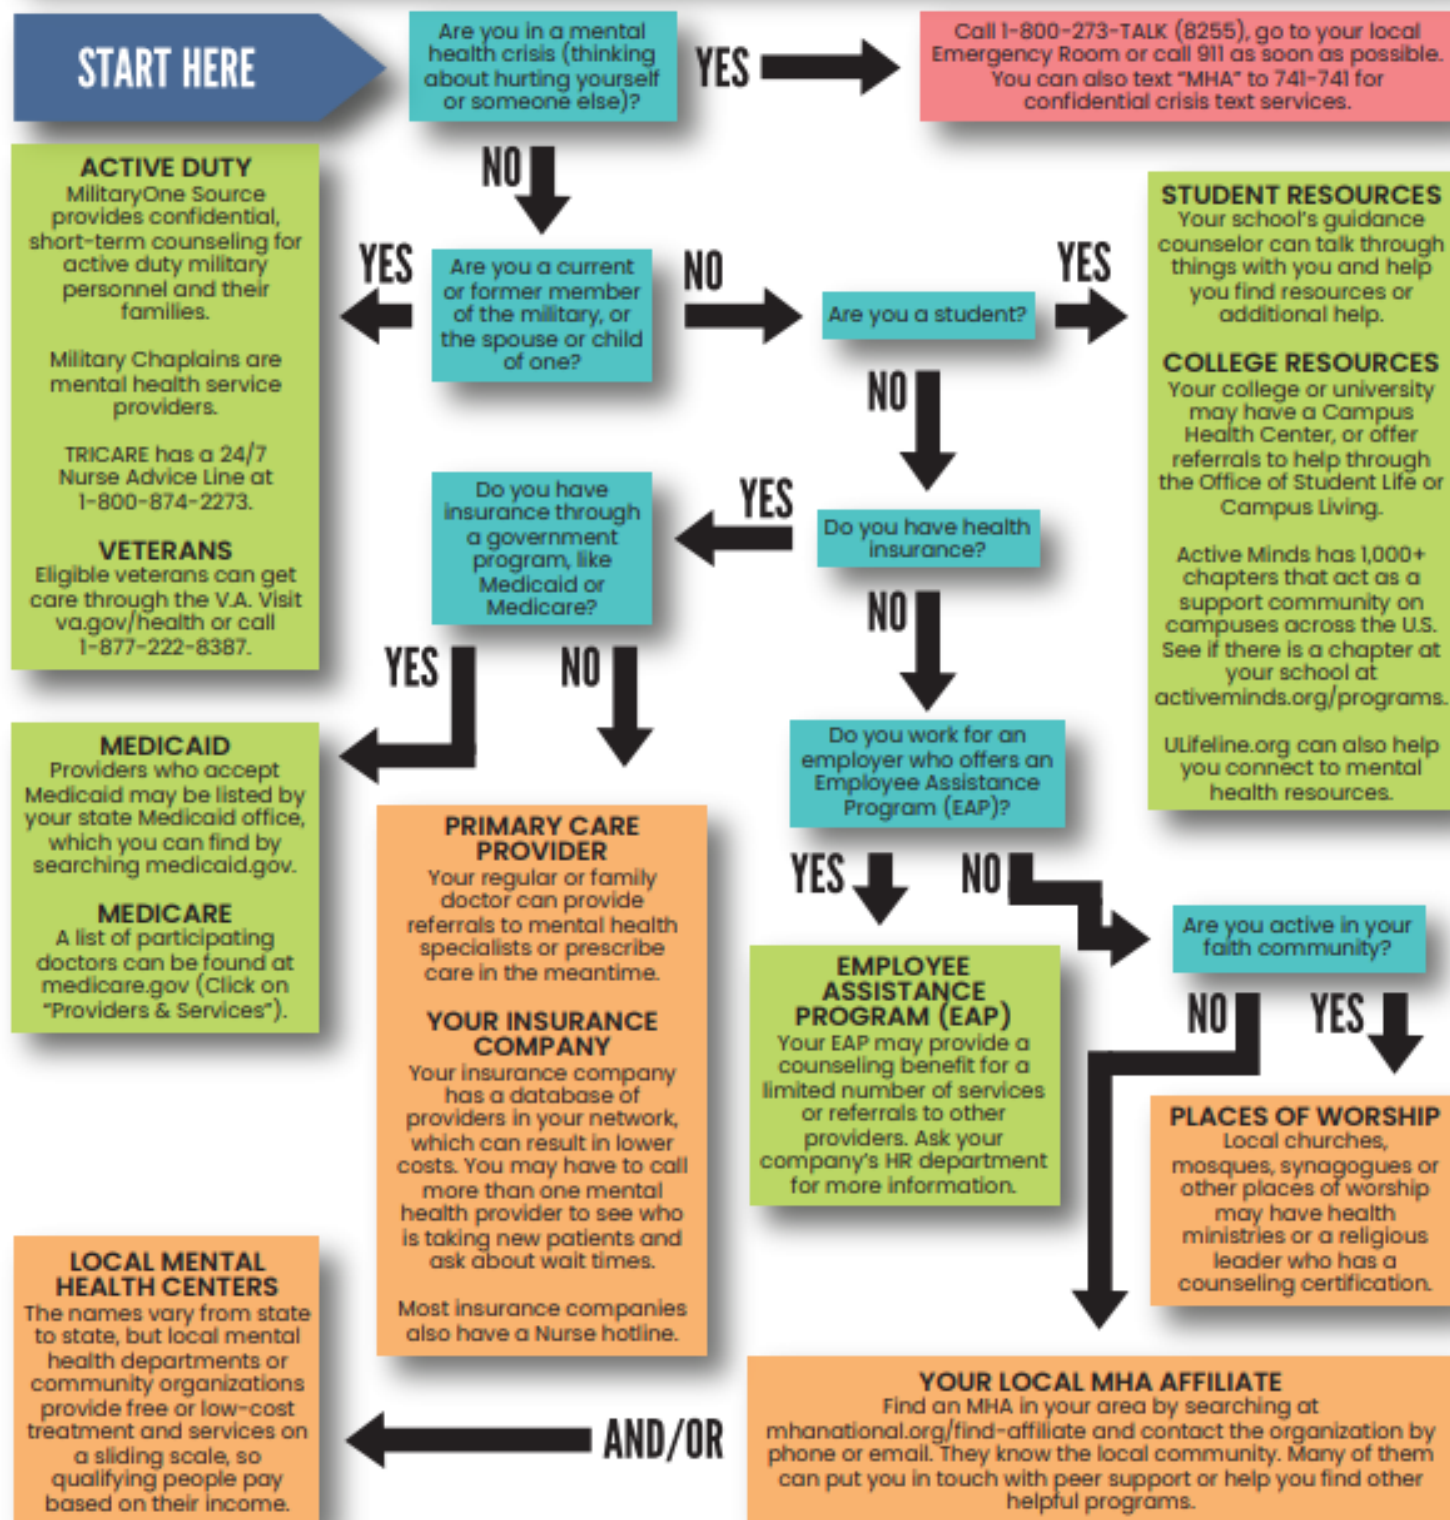 START HERE
Are you in a mental
health crisis (thinking
about hurting yourself
or someone else)?
YES
Call 1-800-273-TALK (8255), go to your local
Emergency Room or call 911 as soon as possible.
You can also text “MHA” to 741-741 for
confidential crisis text services.
NO
ACTIVE DUTY
MilitaryOne Source
provides confidential,
short-term counseling for
active duty military
personnel and their
families.
Military Chaplains are
mental health service
providers.
TRICARE has a 24/7
Nurse Advice Line at
1-800-874-2273.
VETERANS
Eligible veterans can get
care through the V.A. Visit
va.gov/health or call
1-877-222-8387.
YES
Are you a current
or former member
of the military, or
the spouse or child
of one?
NO
Are you a student?
YES
STUDENT RESOURCES
Your school’s guidance
counselor can talk through
things with you and help
you find resources or
additional help.
COLLEGE RESOURCES
Your college or university
may have a Campus
Health Center, or offer
referrals to help through
the Office of Student Life or
Campus Living.
Active Minds has 1,000+
chapters that act as a
support community on
campuses across the U.S.
See if there is a chapter at
your school at
activeminds.org/programs.
ULifeline.org can also help
you connect to mental
health resources.
NO
Do you have health
insurance?
YES
Do you have
insurance through
a government
program, like
Medicaid or
Medicare?
YES
NO
MEDICAID
Providers who accept
Medicaid may be listed by
your state Medicaid office,
which you can find by
searching medicaid.gov.
MEDICARE
A list of participating
doctors can be found at
medicare.gov (Click on
“Providers & Services”).
PRIMARY CARE
PROVIDER
Your regular or family
doctor can provide
referrals to mental health
specialists or prescribe
care in the meantime.
YOUR INSURANCE
COMPANY
Your insurance company
has a database of
providers in your network,
which can result in lower
costs. You may have to call
more than one mental
health provider to see who
is taking new patients and
ask about wait times.
Most insurance companies
also have a Nurse hotline.
NO
Do you work for an
employer who offers an
Employee Assistance
Program (EAP)?
YES
NO
EMPLOYEE
ASSISTANCE
PROGRAM (EAP)
Your EAP may provide a
counseling benefit for a
limited number of services
or referrals to other
providers. Ask your
company’s HR department
for more information.
Are you active in your
faith community?
NO
YES
PLACES OF WORSHIP
Local churches,
mosques, synagogues or
other places of worship
may have health
ministries or a religious
leader who has a
counseling certification.
YOUR LOCAL MHA AFFILIATE
Find an MHA in your area by searching at
mhanational.org/find-affiliate and contact the organization by
phone or email. They know the local community. Many of them
can put you in touch with peer support or help you find other
helpful programs.
AND/OR
LOCAL MENTAL
HEALTH CENTERS
The names vary from state
to state, but local mental
health departments or
community organizations
provide free or low-cost
treatment and services on
a sliding scale, so
qualifying people pay
based on their income.